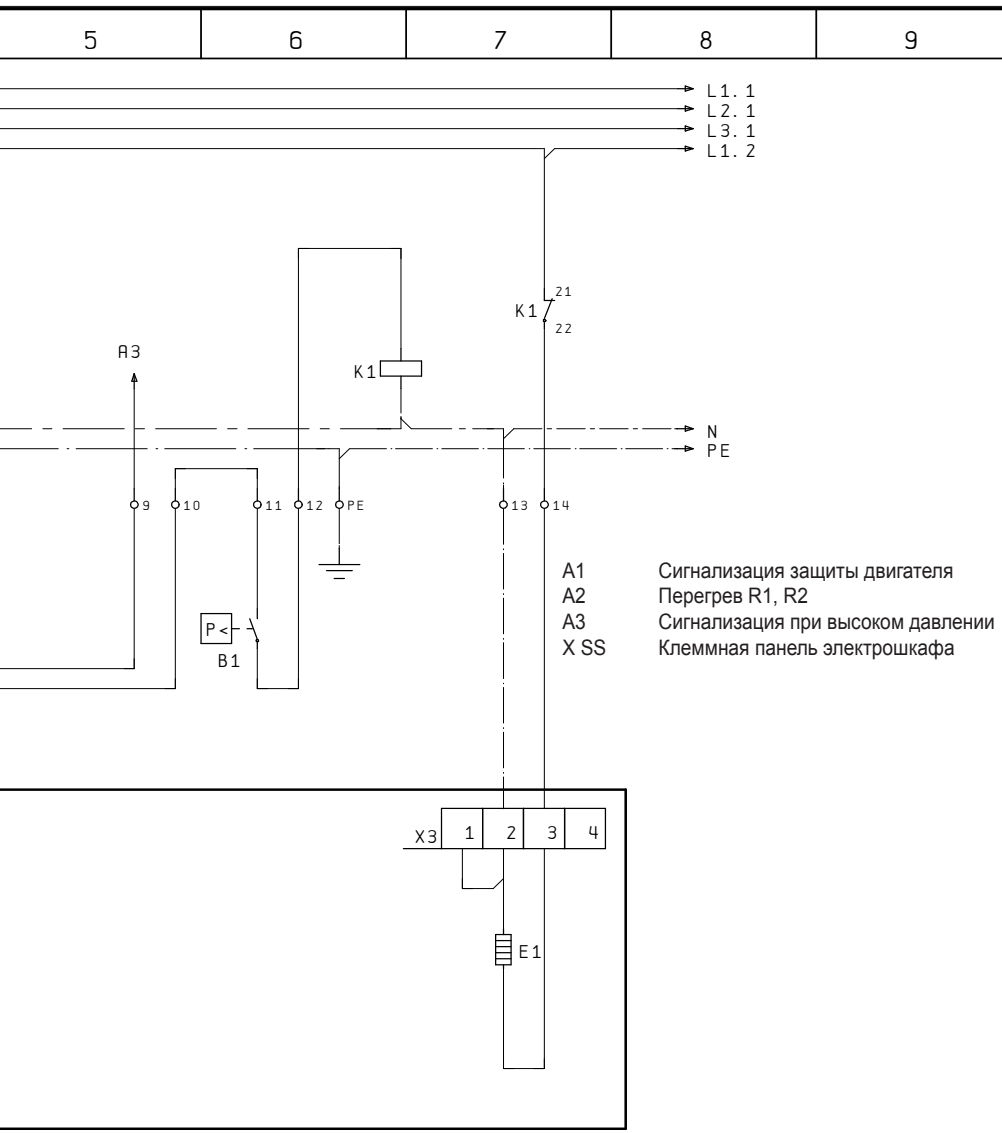 5 6 7 8 9
L1.1
L2.1
L3.1
L1.2
21
K1
22
A3
K1
N
PE
9 10 11 12 PE 13 14
A1 Сигнализация защиты двигателя
A2 Перегрев R1, R2
A3 Сигнализация при высоком давлении
X SS Клеммная панель электрошкафа
P<
B1
X3 1 2 3 4
E1